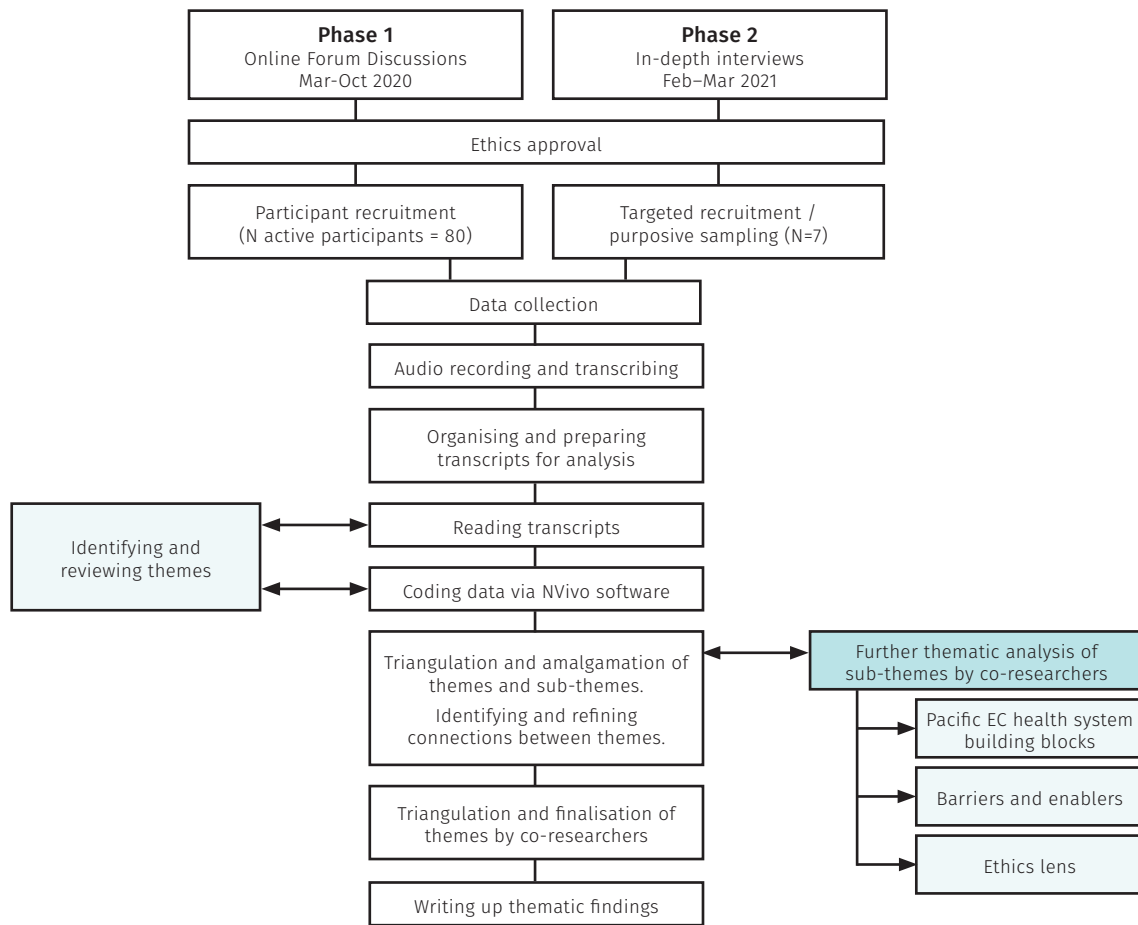 Phase 1
Online Forum Discussions
Mar-Oct 2020
Phase 2
In-depth interviews
Feb–Mar 2021
Ethics approval
Participant recruitment
(N active participants = 80)
Targeted recruitment /
purposive sampling (N=7)
Data collection
Audio recording and transcribing
Organising and preparing
transcripts for analysis
Identifying and
reviewing themes
Reading transcripts
Coding data via NVivo software
Triangulation and amalgamation of
themes and sub-themes.
Identifying and refining
connections between themes.
Further thematic analysis of
sub-themes by co-researchers
Pacific EC health system
building blocks
Barriers and enablers
Ethics lens
Triangulation and finalisation of
themes by co-researchers
Writing up thematic findings